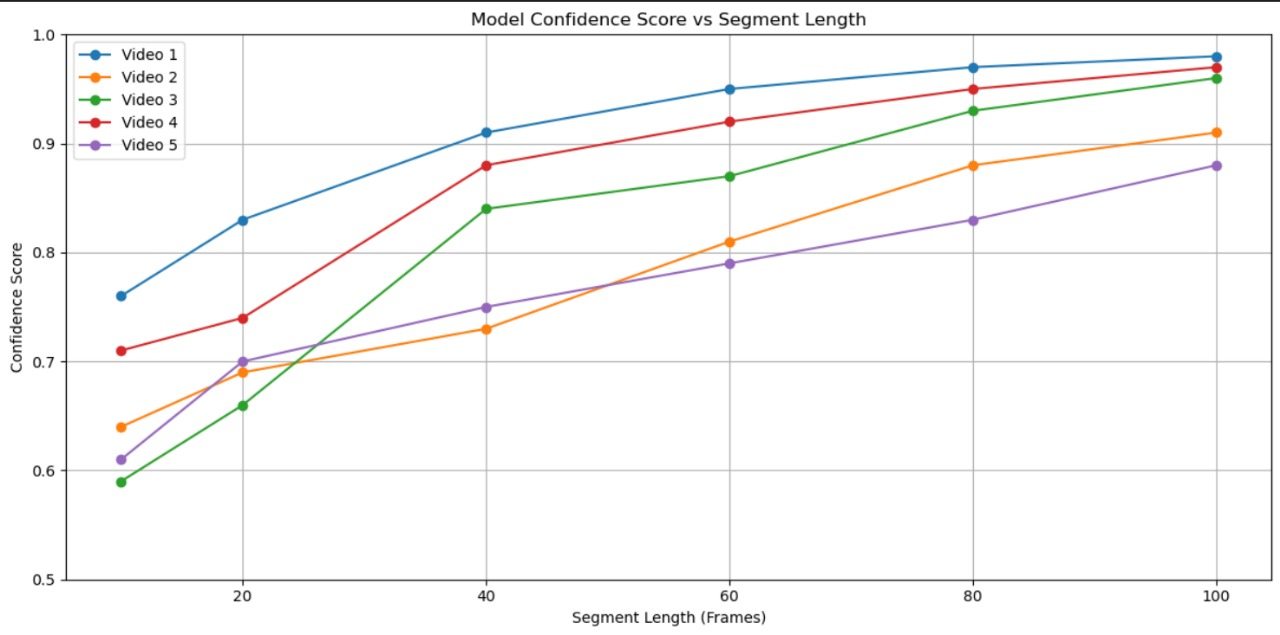 Model Confidence Score vs Segment Length
1.0
0.9
0.8
0.7
0.6
0.5
Confidence Score
Video 1
Video 2
Video 3
Video 4
Video 5
20 40 60 80 100
Segment Length (Frames)